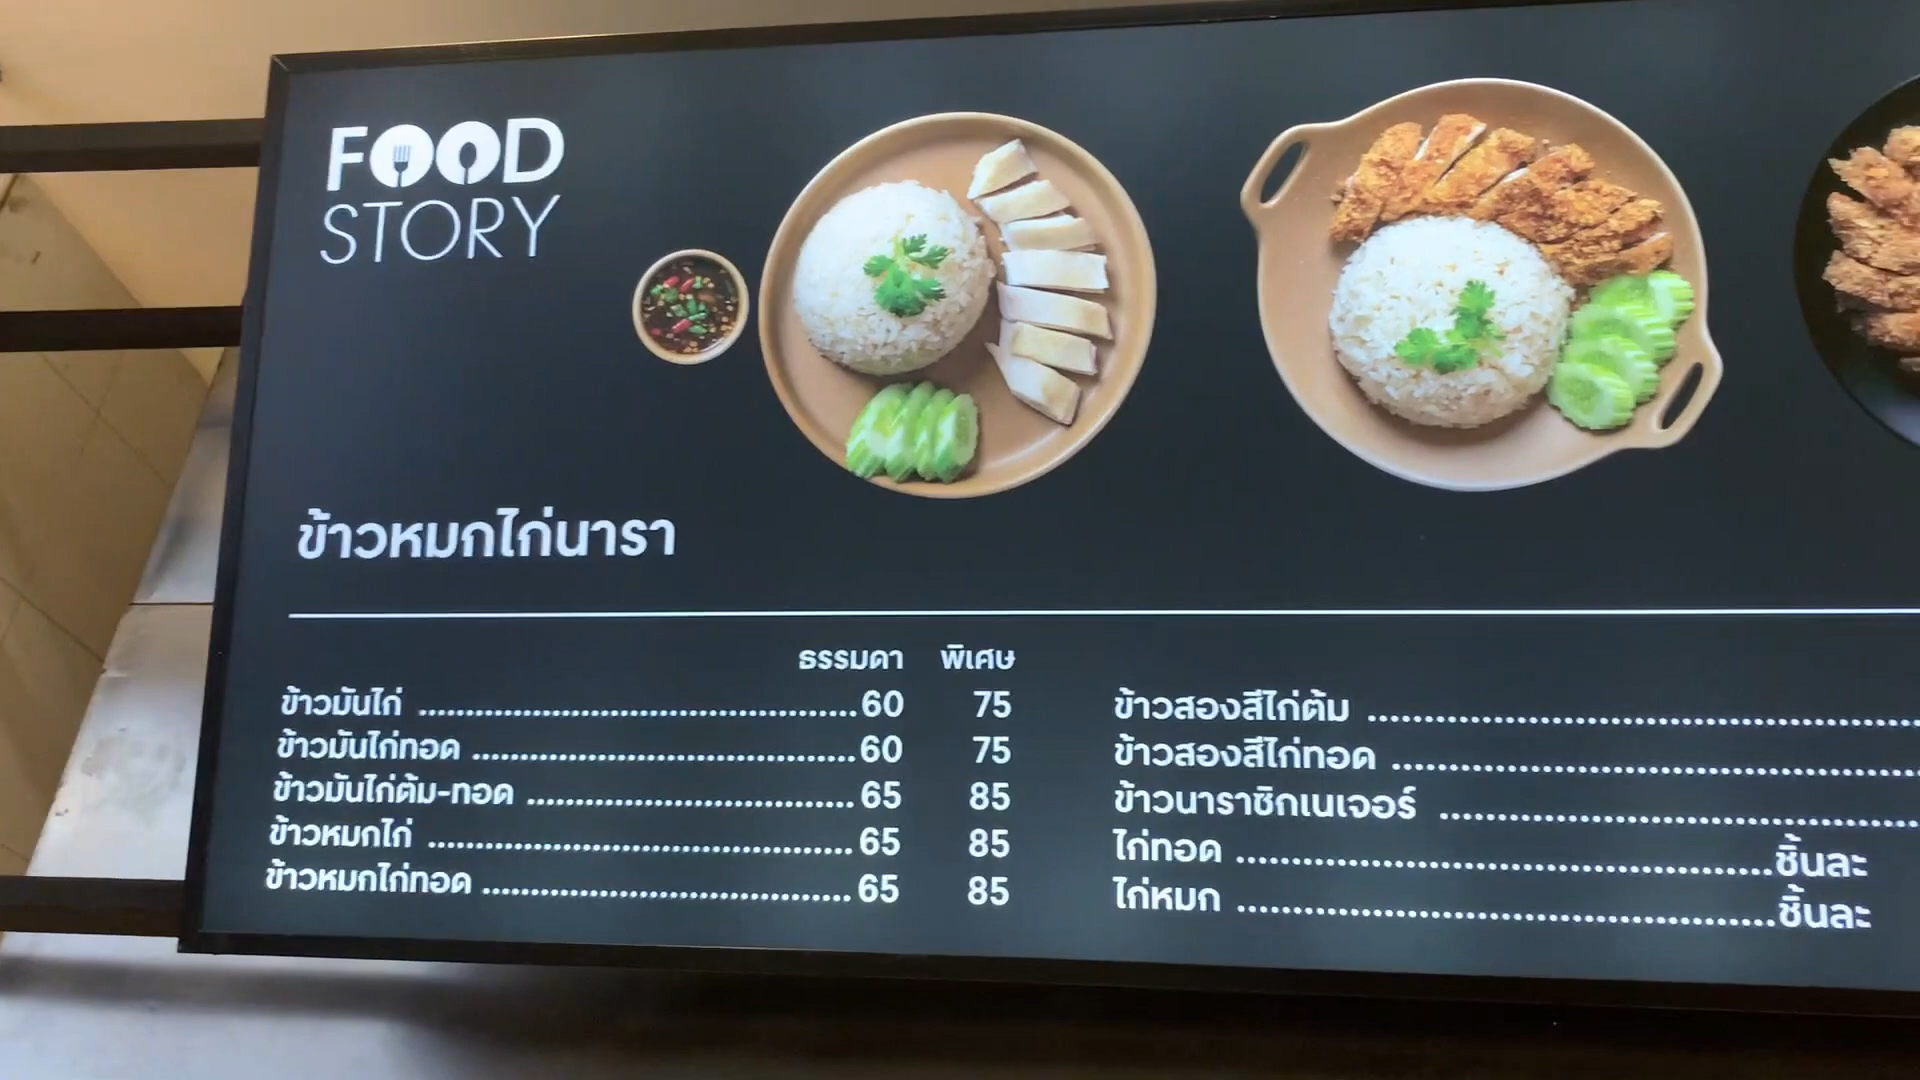 FOOD
STORY
ข้าวหมกไก่นารา
ธรรมดา พิเศษ
ข้าวมันไก่ ........ 60 75
ข้าวมันไก่ทอด ........ 60 75
ข้าวมันไก่ต้ม-ทอด ........ 65 85
ข้าวหมกไก่ ........ 65 85
ข้าวหมกไก่ทอด ........ 65 85
ข้าวสองสีไก่ต้ม ........
ข้าวสองสีไก่ทอด ........
ข้าวนาราซิกเนเจอร์ ........
ไก่ทอด ........ ชิ้นละ
ไก่หมก ........ ชิ้นละ